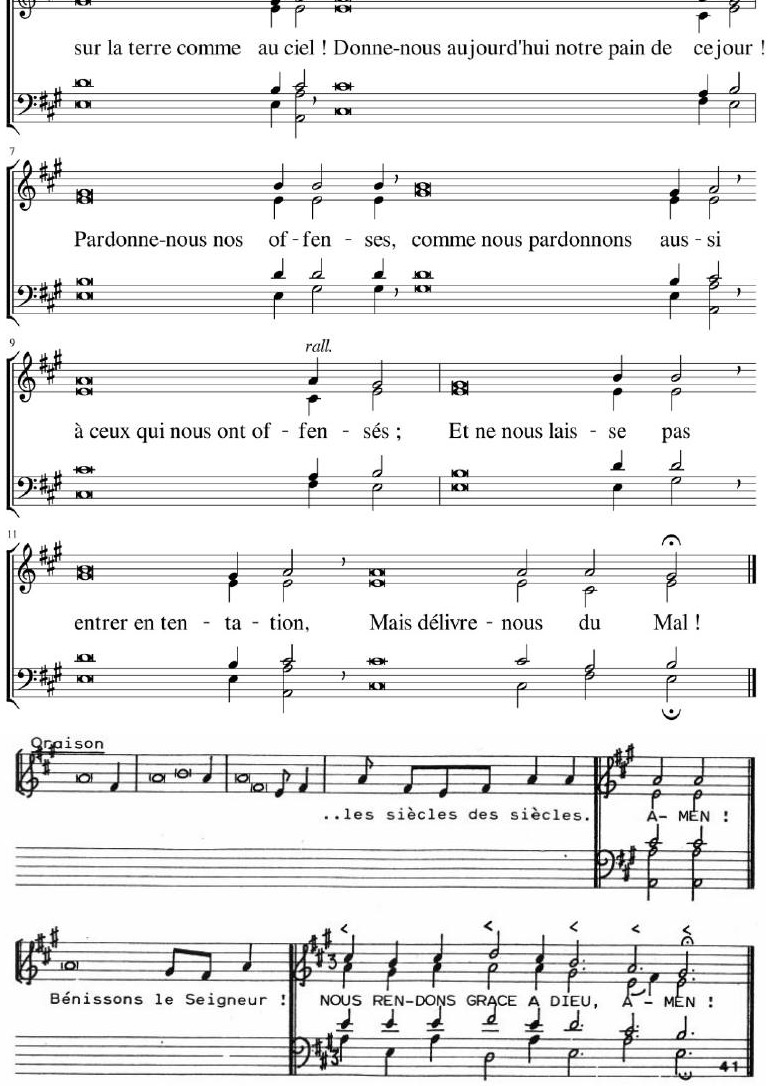 sur la terre comme au ciel ! Donne-nous aujourd'hui notre pain de ce jour !
7
Pardonne-nous nos of - fen - ses, comme nous pardonnons aus - si
9
rall.
à ceux qui nous ont of - fen - sés ; Et ne nous lais - se pas
11
entrer en ten - ta - tion, Mais délivre - nous du Mal !
Oraison
..les siècles des siècles. A- MEN !
3
Bénissons le Seigneur ! NOUS REN-DONS GRACE A DIEU, A - MEN !
3
41